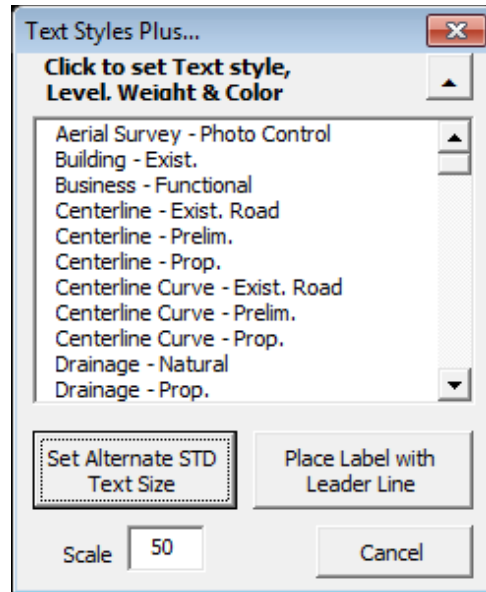 Text Styles Plus...
Click to set Text style,
Level, Weight & Color
Aerial Survey - Photo Control
Building - Exist.
Business - Functional
Centerline - Exist. Road
Centerline - Prelim.
Centerline - Prop.
Centerline Curve - Exist. Road
Centerline Curve - Prelim.
Centerline Curve - Prop.
Drainage - Natural
Drainage - Prop.
Set Alternate STD
Text Size
Place Label with
Leader Line
Scale 50
Cancel